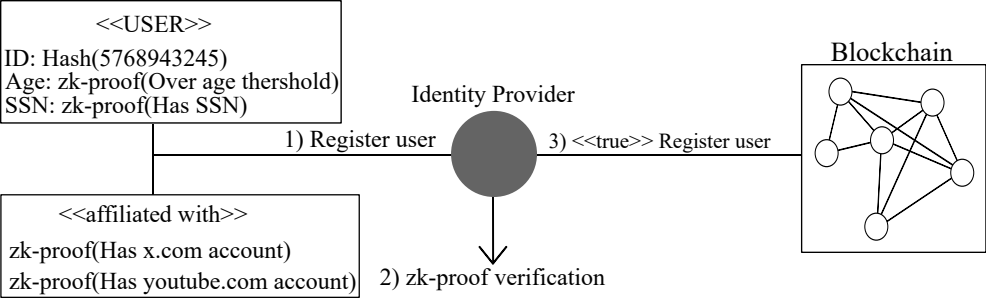 <<USER>>
ID: Hash(5768943245)
Age: zk-proof(Over age thershold)
SSN: zk-proof(Has SSN)
<<affiliated with>>
zk-proof(Has x.com account)
zk-proof(Has youtube.com account)
1) Register user
Identity Provider
2) zk-proof verification
3) <<true>> Register user
Blockchain